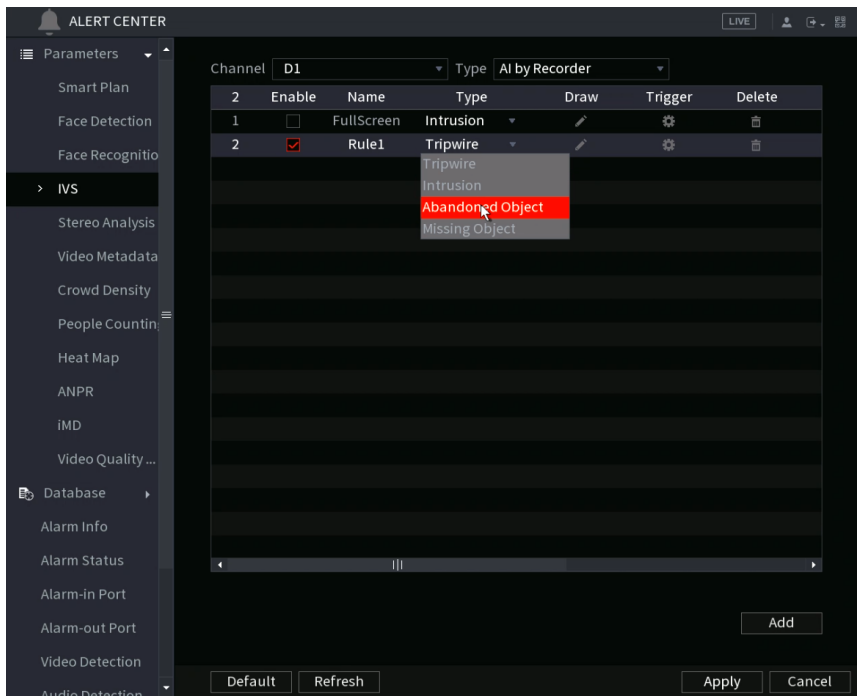 ALERT CENTER
LIVE
Parameters
Smart Plan
Face Detection
Face Recognitio
IVS
Stereo Analysis
Video Metadata
Crowd Density
People Counting
Heat Map
ANPR
iMD
Video Quality ...
Database
Alarm Info
Alarm Status
Alarm-in Port
Alarm-out Port
Video Detection
Audio Detection
Channel D1 Type AI by Recorder
2 Enable Name Type Draw Trigger Delete
1 FullScreen Intrusion
2 Rule1 Tripwire
Tripwire
Intrusion
Abandoned Object
Missing Object
Add
Default Refresh Apply Cancel